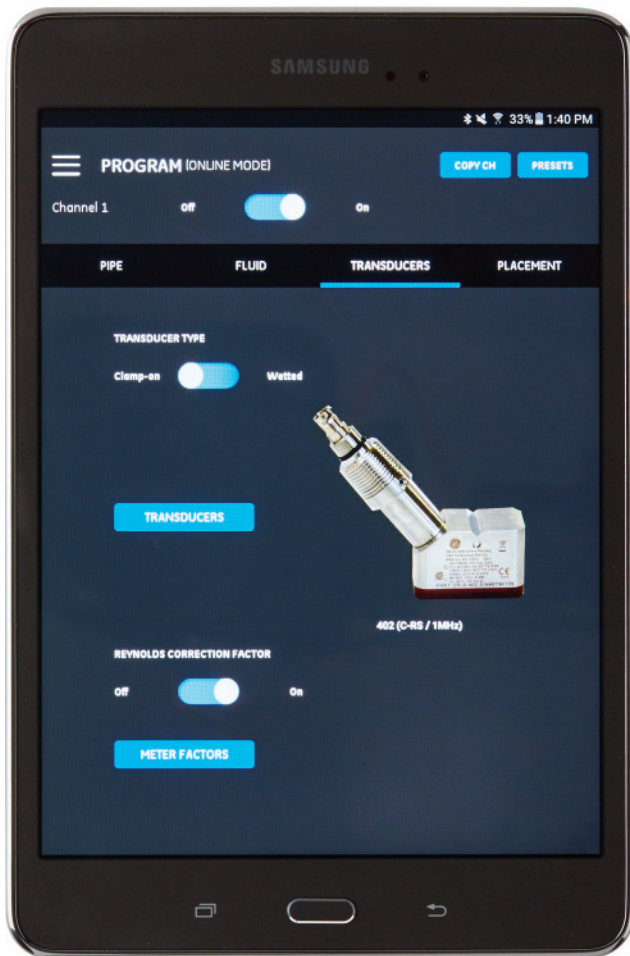 SAMSUNG
33% 1:40 PM
PROGRAM (ONLINE MODE)
COPY CH
PRESETS
Channel 1
Off
On
PIPE
FLUID
TRANSDUCERS
PLACEMENT
TRANSDUCER TYPE
Clamp-on
Wetted
TRANSDUCERS
402 (C-RS / 1MHz)
REYNOLDS CORRECTION FACTOR
Off
On
METER FACTORS